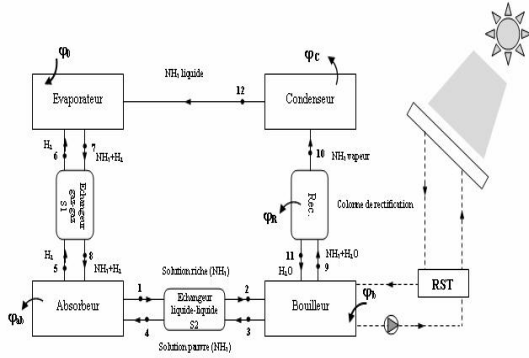 φ0
NH3 liquide
φC
Evaporateur
12
Condenseur
H2
6
7
NH3+H2
10
NH3 vapeur
Echangeur
gaz-gaz
S1
φR
Rec.
Colonne de rectification
H2
5
8
NH3+H2
11
H2O
NH3+H2O
9
Solution riche (NH3)
RST
φab
Absorbeur
1
Echangeur
liquide-liquide
S2
2
Bouilleur
φb
4
3
Solution pauvre (NH3)